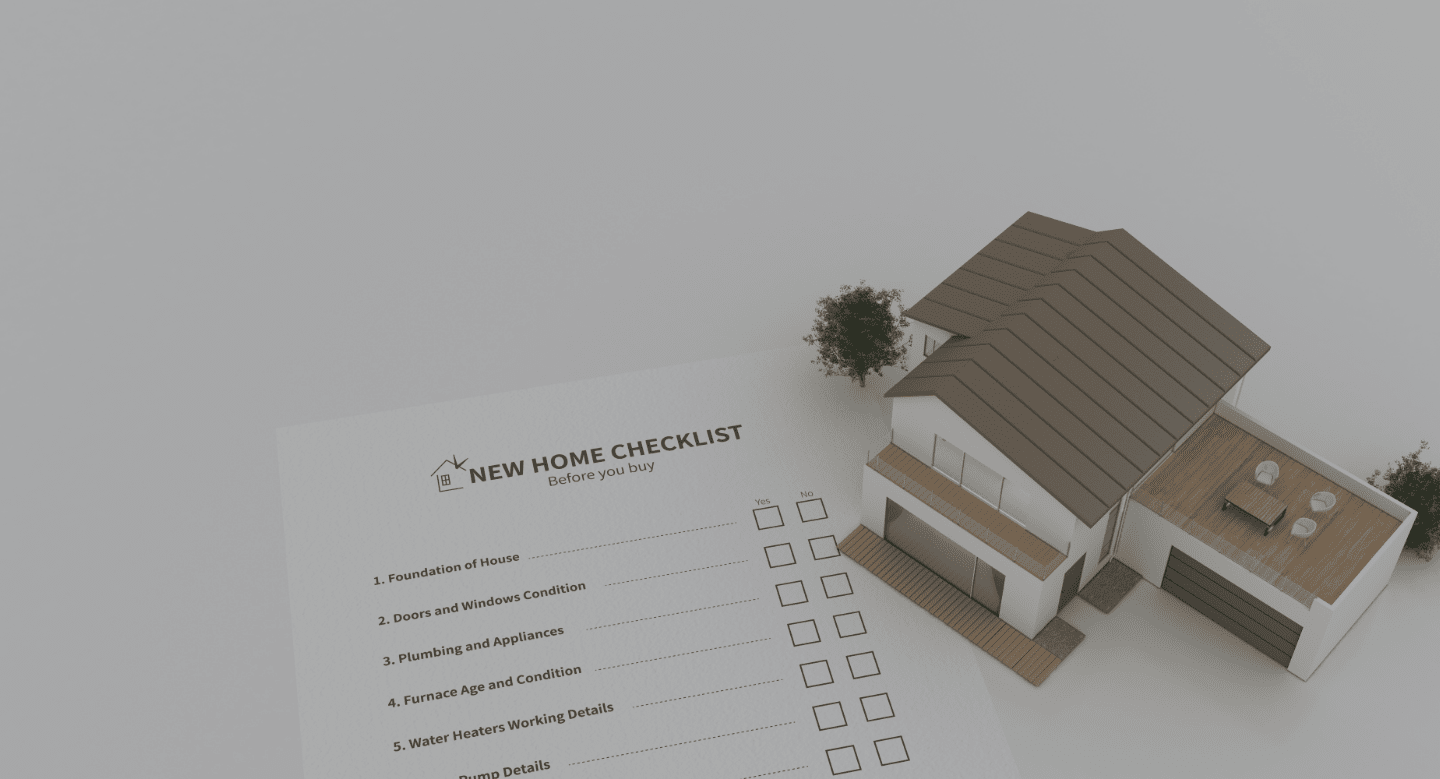 NEW HOME CHECKLIST
Before you buy
Yes No
1. Foundation of House
2. Doors and Windows Condition
3. Plumbing and Appliances
4. Furnace Age and Condition
5. Water Heaters Working Details
Pump Details